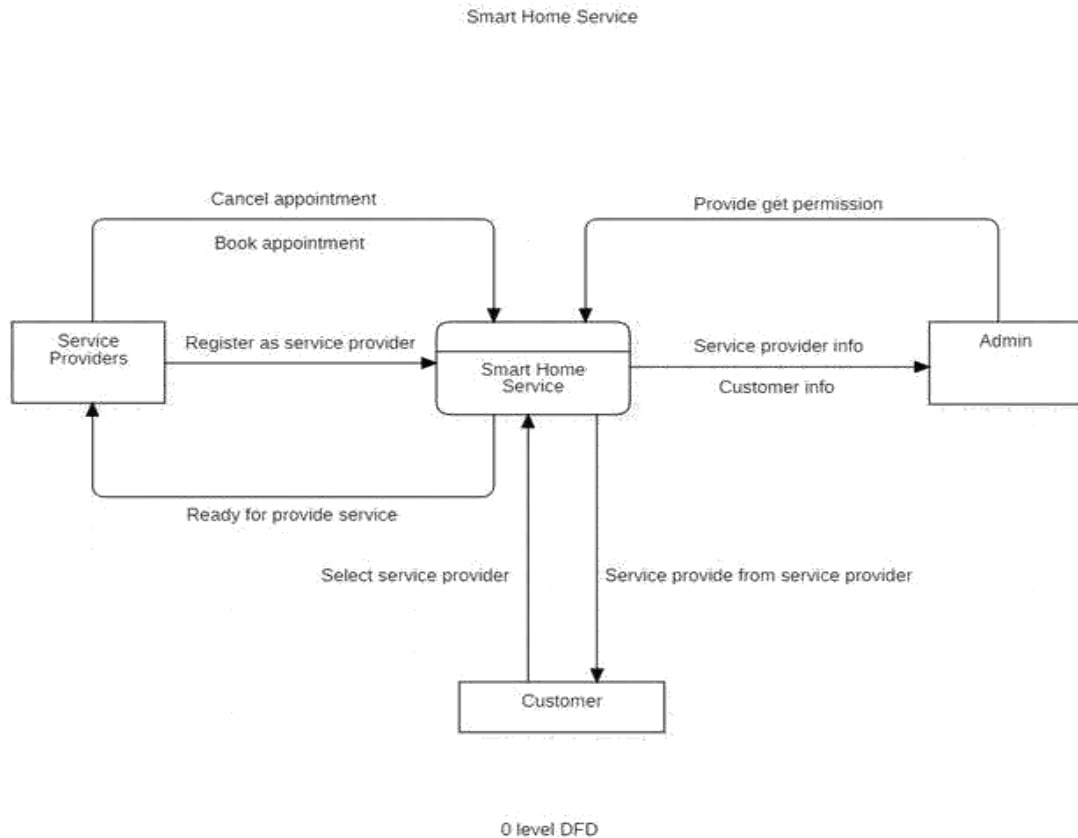 Smart Home Service
Cancel appointment
Provide get permission
Book appointment
Service
Providers
Register as service provider
Smart Home
Service
Service provider info
Customer info
Admin
Ready for provide service
Select service provider
Service provide from service provider
Customer
0 level DFD